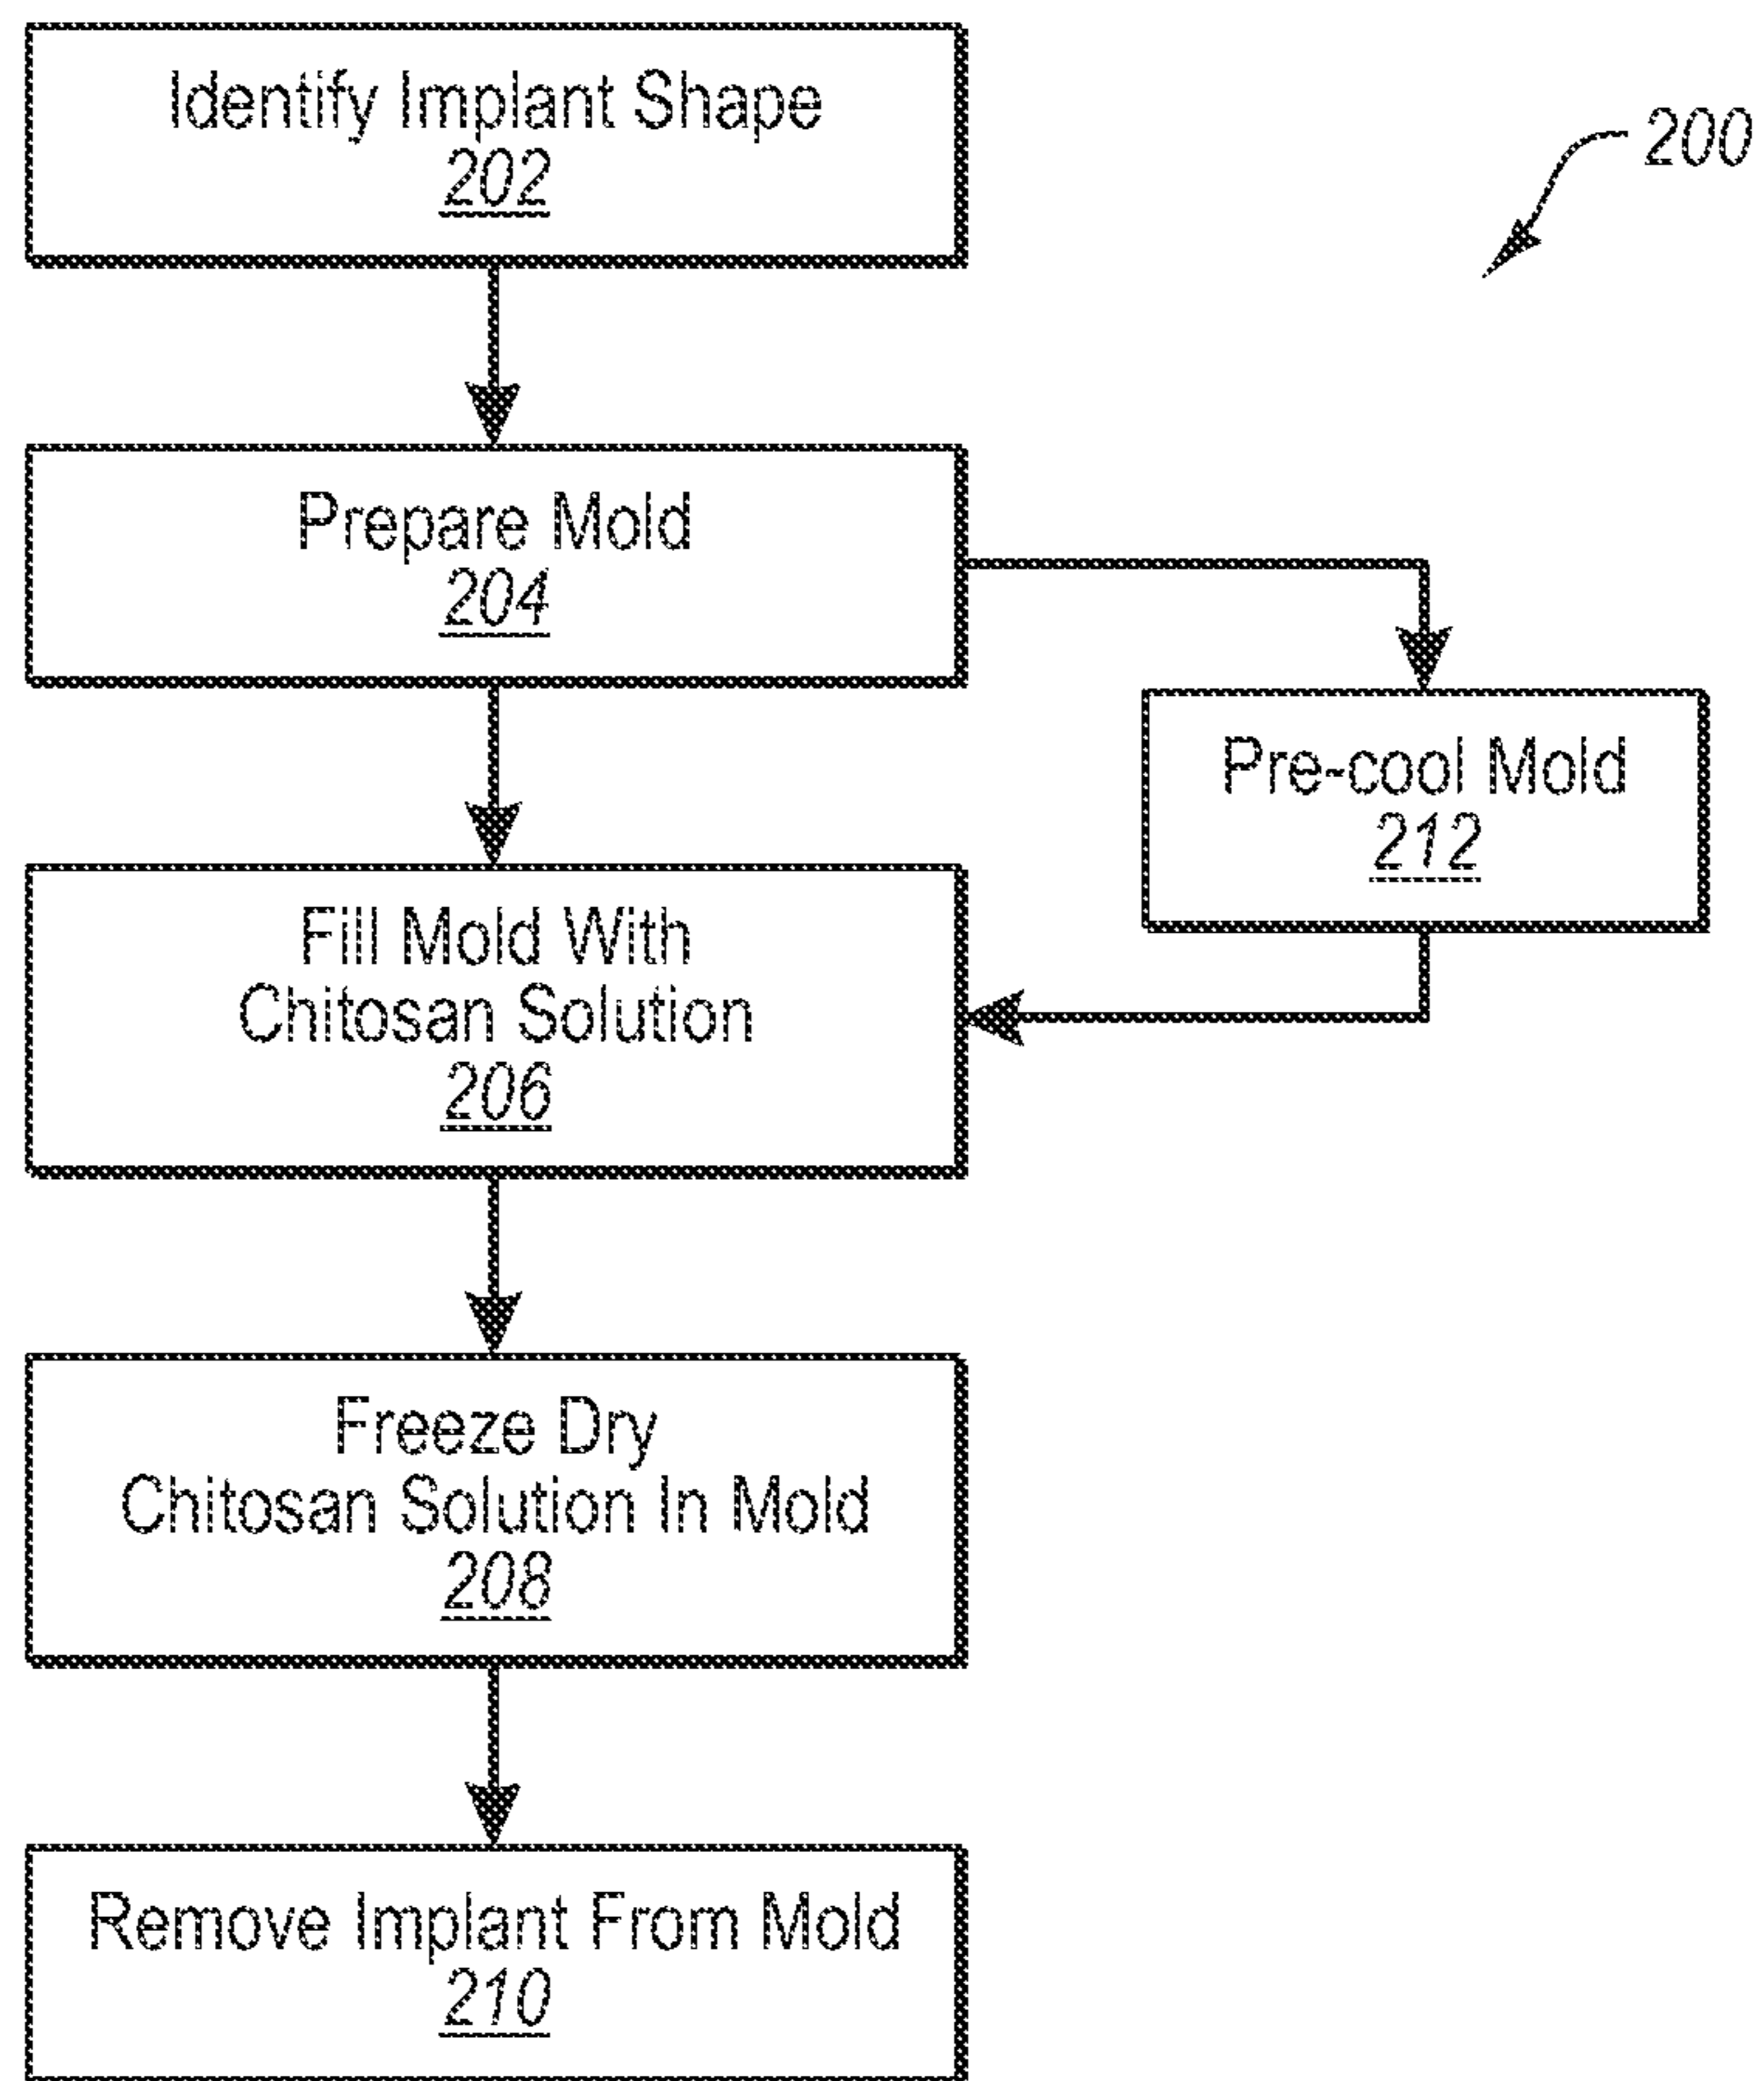 Identify Implant Shape
202
200
Prepare Mold
204
Pre-cool Mold
212
Fill Mold With
Chitosan Solution
206
Freeze Dry
Chitosan Solution In Mold
208
Remove Implant From Mold
210